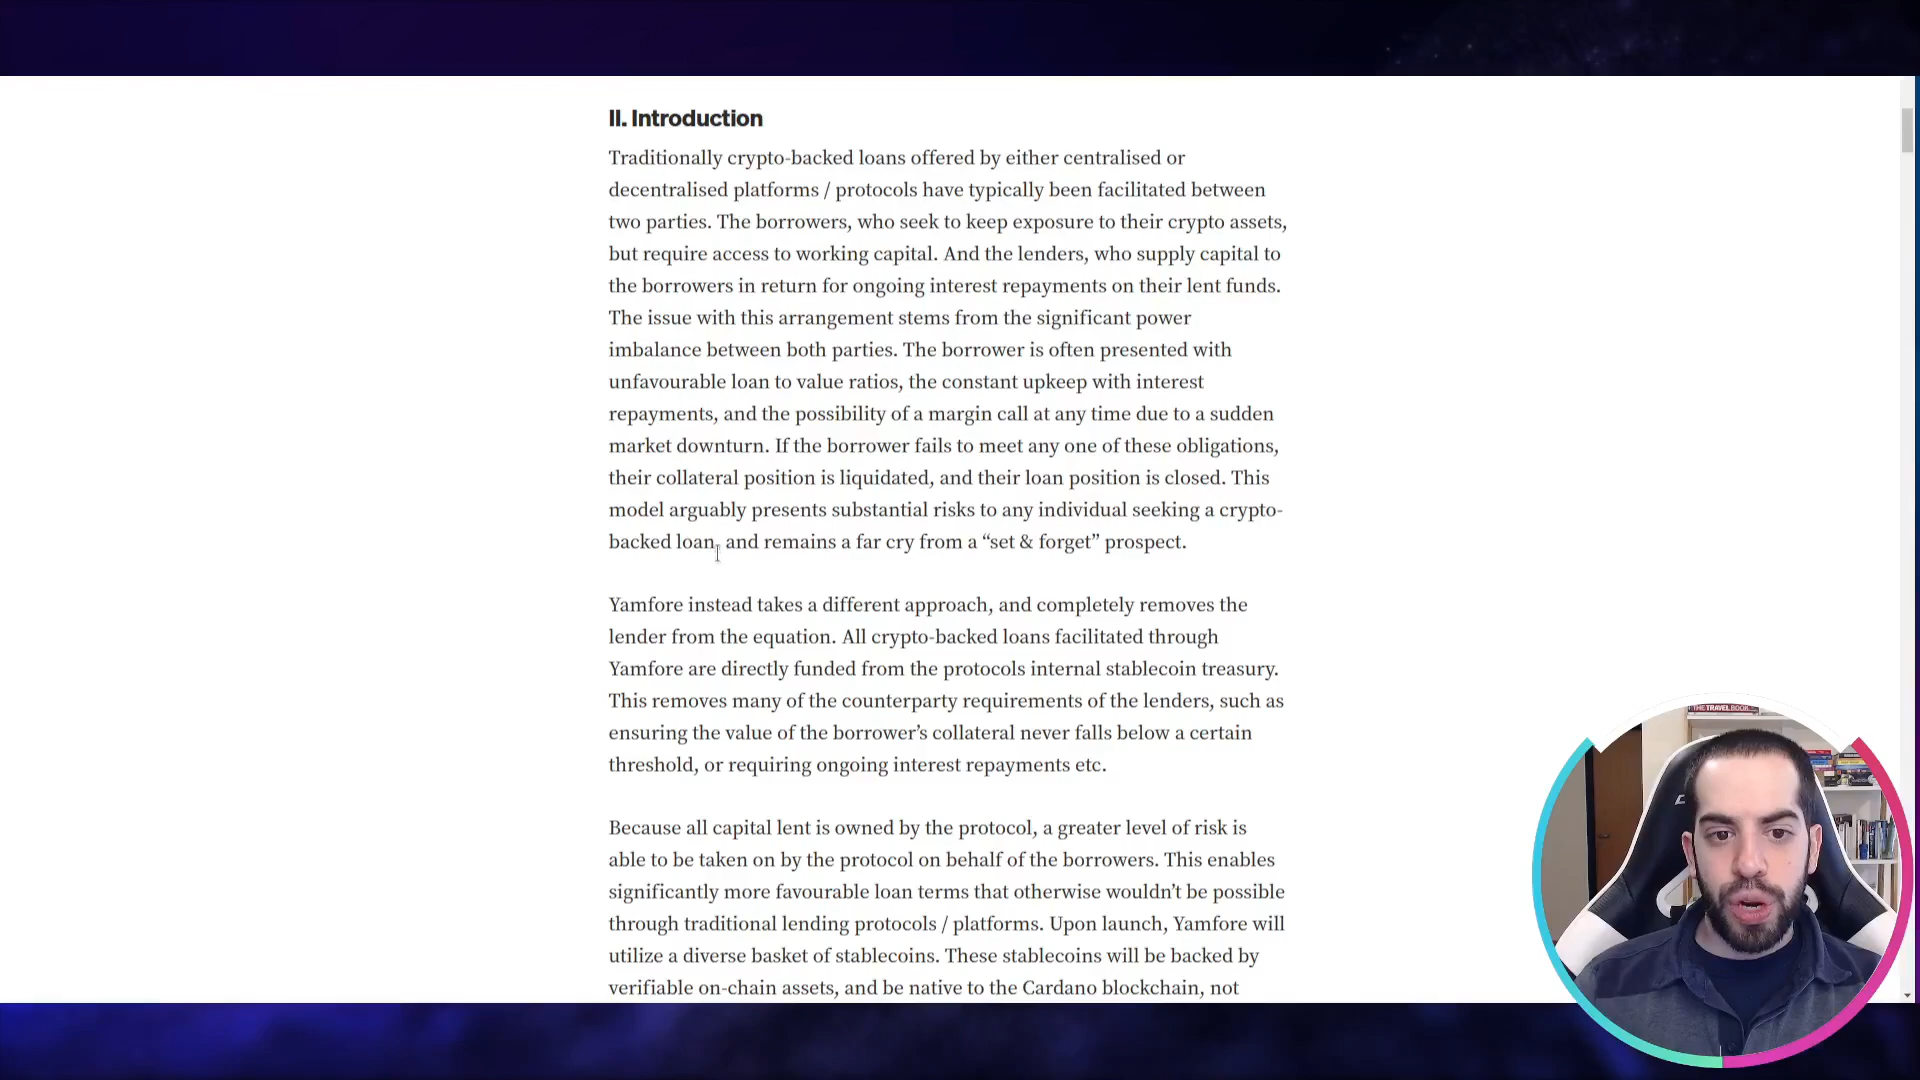 II. Introduction
Traditionally crypto-backed loans offered by either centralised or
decentralised platforms / protocols have typically been facilitated between
two parties. The borrowers, who seek to keep exposure to their crypto assets,
but require access to working capital. And the lenders, who supply capital to
the borrowers in return for ongoing interest repayments on their lent funds.
The issue with this arrangement stems from the significant power
imbalance between both parties. The borrower is often presented with
unfavourable loan to value ratios, the constant upkeep with interest
repayments, and the possibility of a margin call at any time due to a sudden
market downturn. If the borrower fails to meet any one of these obligations,
their collateral position is liquidated, and their loan position is closed. This
model arguably presents substantial risks to any individual seeking a crypto-
backed loan, and remains a far cry from a “set & forget” prospect.
Yamfore instead takes a different approach, and completely removes the
lender from the equation. All crypto-backed loans facilitated through
Yamfore are directly funded from the protocols internal stablecoin treasury.
This removes many of the counterparty requirements of the lenders, such as
ensuring the value of the borrower’s collateral never falls below a certain
threshold, or requiring ongoing interest repayments etc.
Because all capital lent is owned by the protocol, a greater level of risk is
able to be taken on by the protocol on behalf of the borrowers. This enables
significantly more favourable loan terms that otherwise wouldn’t be possible
through traditional lending protocols / platforms. Upon launch, Yamfore will
utilize a diverse basket of stablecoins. These stablecoins will be backed by
verifiable on-chain assets, and be native to the Cardano blockchain, not
THE TRAVEL BOOK